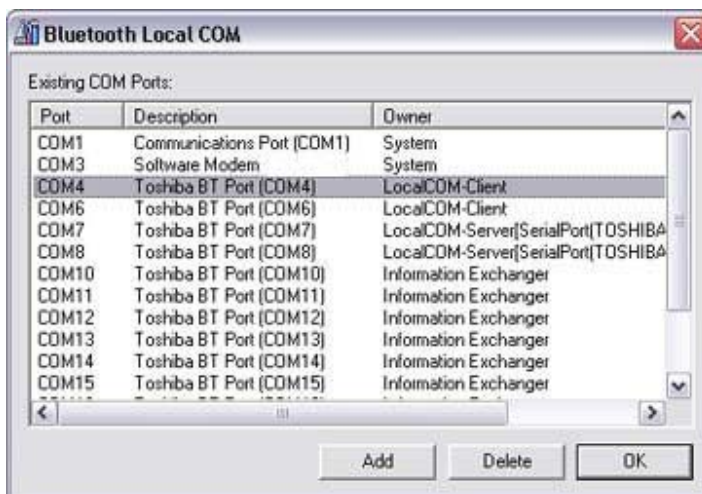 Bluetooth Local COM
Existing COM Ports:
Port Description Owner
COM1 Communications Port (COM1) System
COM3 Software Modem System
COM4 Toshiba BT Port (COM4) LocalCOM-Client
COM6 Toshiba BT Port (COM6) LocalCOM-Client
COM7 Toshiba BT Port (COM7) LocalCOM-Server[SerialPort(TOSHIBA
COM8 Toshiba BT Port (COM8) LocalCOM-Server[SerialPort(TOSHIBA
COM10 Toshiba BT Port (COM10) Information Exchanger
COM11 Toshiba BT Port (COM11) Information Exchanger
COM12 Toshiba BT Port (COM12) Information Exchanger
COM13 Toshiba BT Port (COM13) Information Exchanger
COM14 Toshiba BT Port (COM14) Information Exchanger
COM15 Toshiba BT Port (COM15) Information Exchanger
Add Delete OK